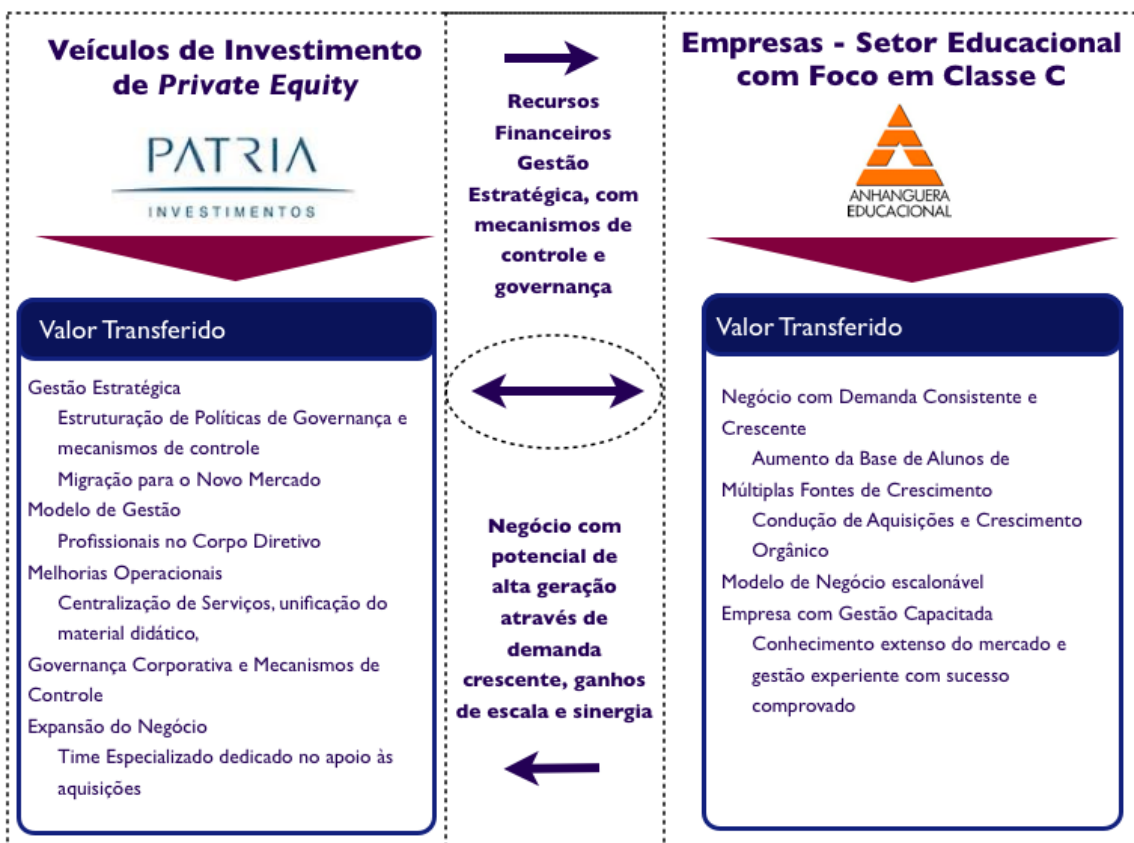 Veículos de Investimento
de Private Equity
PATRIA
INVESTIMENTOS
Valor Transferido
Gestão Estratégica
Estruturação de Políticas de Governança e
mecanismos de controle
Migração para o Novo Mercado
Modelo de Gestão
Profissionais no Corpo Diretivo
Melhorias Operacionais
Centralização de Serviços, unificação do
material didático,
Governança Corporativa e Mecanismos de
Controle
Expansão do Negócio
Time Especializado dedicado no apoio às
aquisições
Recursos
Financeiros
Gestão
Estratégica, com
mecanismos de
controle e
governança
Negócio com
potencial de
alta geração
através de
demanda
crescente, ganhos
de escala e sinergia
Empresas - Setor Educacional
com Foco em Classe C
ANHANGUERA
EDUCACIONAL
Valor Transferido
Negócio com Demanda Consistente e
Crescente
Aumento da Base de Alunos de
Múltiplas Fontes de Crescimento
Condução de Aquisições e Crescimento
Orgânico
Modelo de Negócio escalonável
Empresa com Gestão Capacitada
Conhecimento extenso do mercado e
gestão experiente com sucesso
comprovado